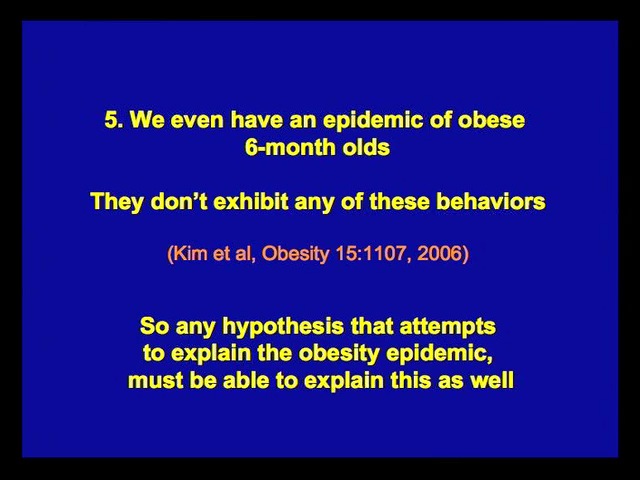 5. We even have an epidemic of obese
6-month olds
They don't exhibit any of these behaviors
(Kim et al, Obesity 15:1107, 2006)
So any hypothesis that attempts
to explain the obesity epidemic,
must be able to explain this as well